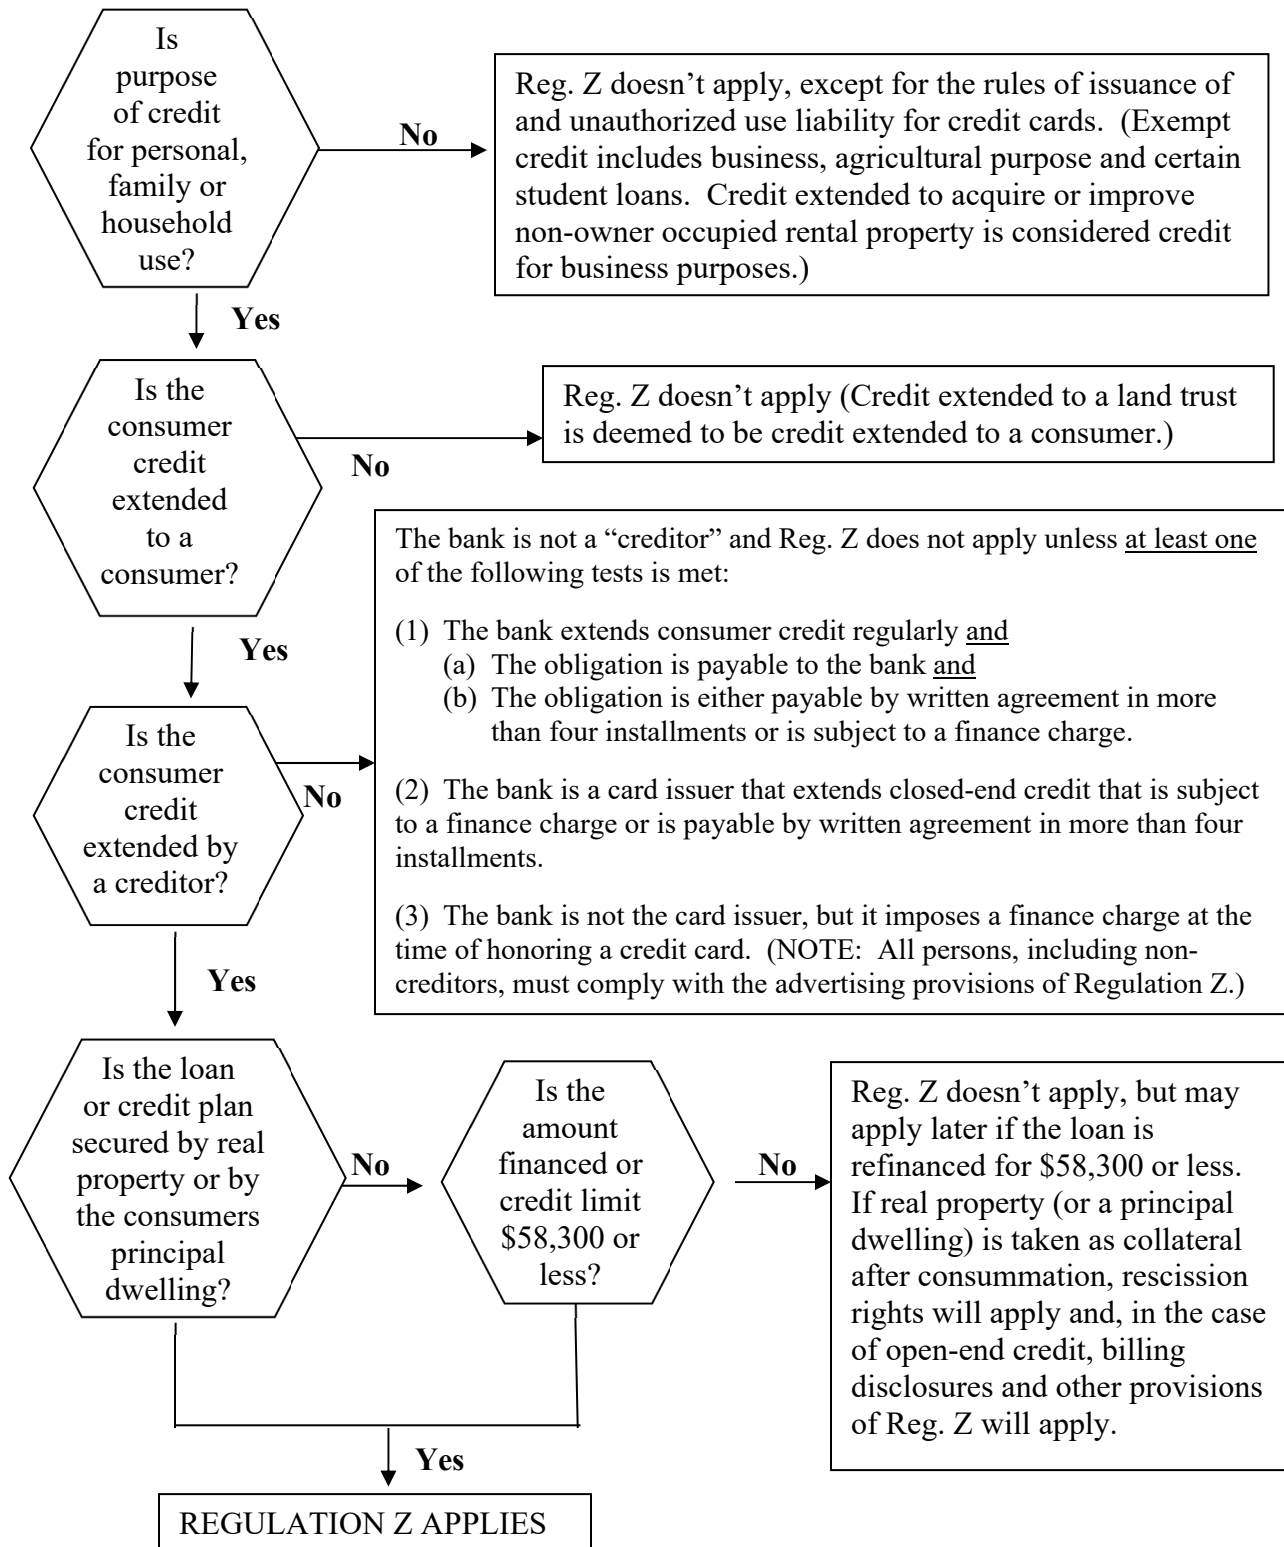 Is
purpose
of credit
for personal,
family or
household
use?
No
Reg. Z doesn’t apply, except for the rules of issuance of
and unauthorized use liability for credit cards.  (Exempt
credit includes business, agricultural purpose and certain
student loans.  Credit extended to acquire or improve
non-owner occupied rental property is considered credit
for business purposes.)
Yes
Is the
consumer
credit
extended
to a
consumer?
No
Reg. Z doesn’t apply (Credit extended to a land trust
is deemed to be credit extended to a consumer.)
Yes
Is the
consumer
credit
extended by
a creditor?
No
The bank is not a “creditor” and Reg. Z does not apply unless at least one
of the following tests is met:
(1)  The bank extends consumer credit regularly and
(a)  The obligation is payable to the bank and
(b)  The obligation is either payable by written agreement in more
than four installments or is subject to a finance charge.
(2)  The bank is a card issuer that extends closed-end credit that is subject
to a finance charge or is payable by written agreement in more than four
installments.
(3)  The bank is not the card issuer, but it imposes a finance charge at the
time of honoring a credit card.  (NOTE:  All persons, including non-
creditors, must comply with the advertising provisions of Regulation Z.)
Yes
Is the loan
or credit plan
secured by real
property or by
the consumers
principal
dwelling?
No
Is the
amount
financed or
credit limit
$58,300 or
less?
No
Reg. Z doesn’t apply, but may
apply later if the loan is
refinanced for $58,300 or less.
If real property (or a principal
dwelling) is taken as collateral
after consummation, rescission
rights will apply and, in the case
of open-end credit, billing
disclosures and other provisions
of Reg. Z will apply.
Yes
REGULATION Z APPLIES